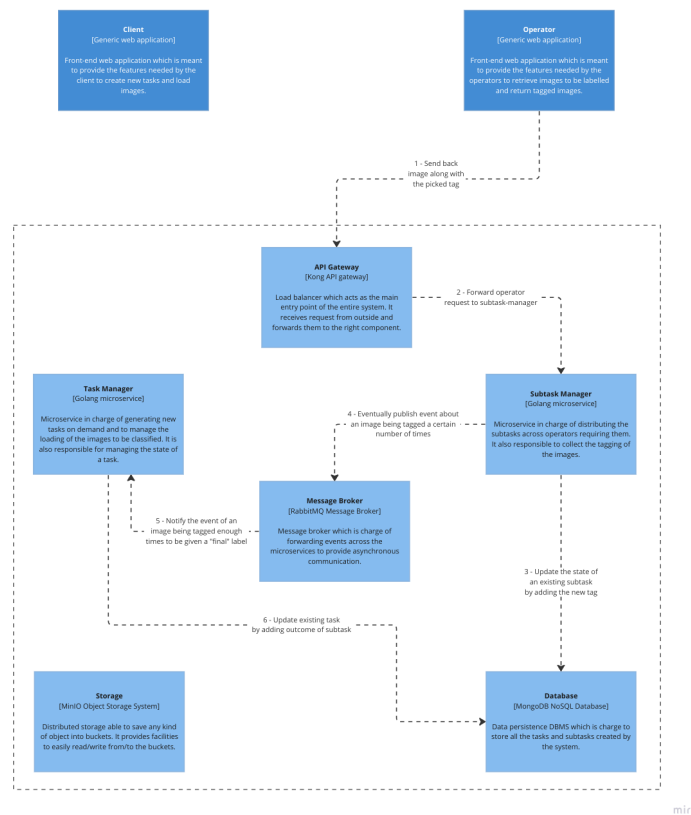 Client
[Generic web application]
Front-end web application which is meant
to provide the features needed by the
client to create new tasks and load
images.
Operator
[Generic web application]
Front-end web application which is meant
to provide the features needed by the
operators to retrieve images to be labelled
and return tagged images.
1 - Send back
image along with
the picked tag
API Gateway
[Kong API gateway]
Load balancer which acts as the main
entry point of the entire system. It
receives request from outside and
forwards them to the right component.
2 - Forward operator
request to subtask-manager
Task Manager
[Golang microservice]
Microservice in charge of generating new
tasks on demand and to manage the
loading of the images to be classified. It is
also responsible for managing the state of
a task.
Subtask Manager
[Golang microservice]
Microservice in charge of distributing the
subtasks across operators requiring them.
It also responsible to collect the tagging of
the images.
4 - Eventually publish event about
an image being tagged a certain
number of times
Message Broker
[RabbitMQ Message Broker]
Message broker which is charge of
forwarding events across the
microservices to provide asynchronous
communication.
5 - Notify the event of an
image being tagged enough
times to be given a "final" label
3 - Update the state of
an existing subtask
by adding the new tag
6 - Update existing task
by adding outcome of subtask
Storage
[MinIO Object Storage System]
Distributed storage able to save any kind
of object into buckets. It provides facilities
to easily read/write from/to the buckets.
Database
[MongoDB NoSQL Database]
Data persistence DBMS which is charge to
store all the tasks and subtasks created by
the system.
mir